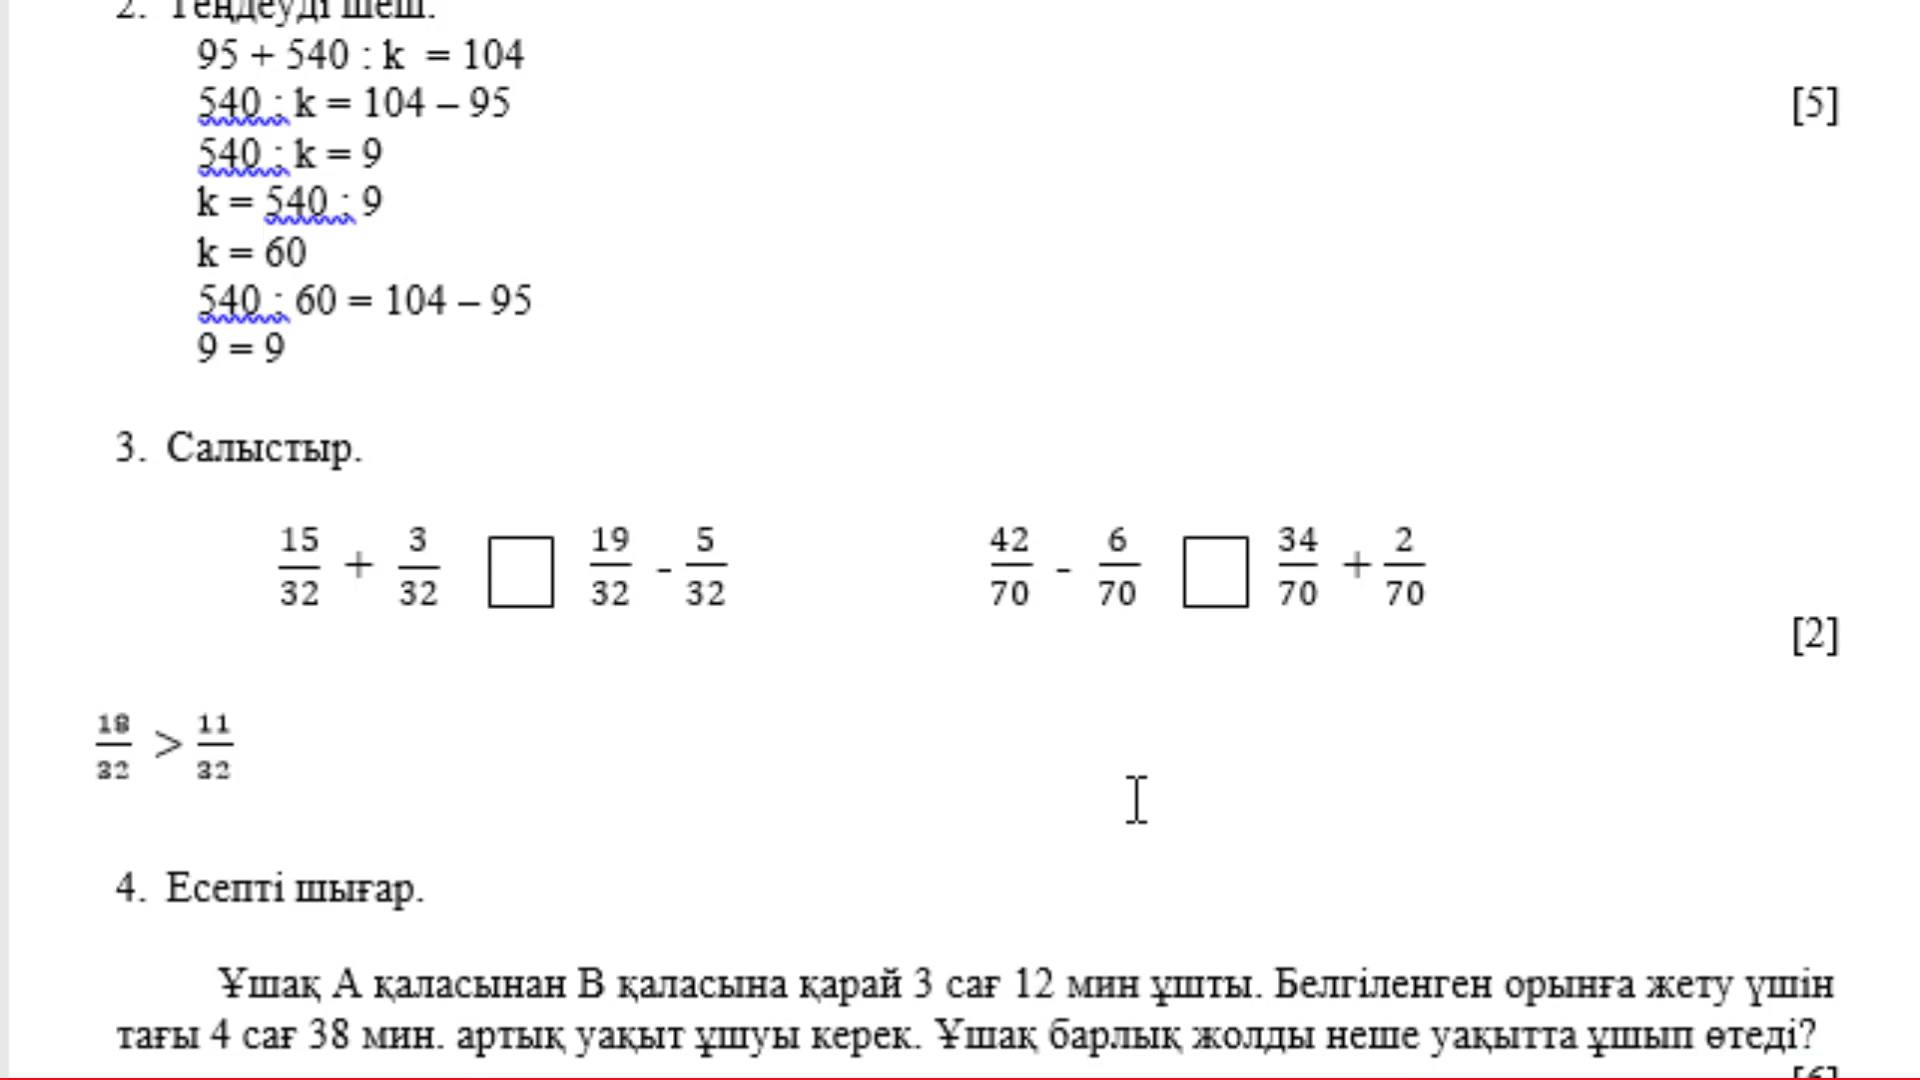 2. Теңдеуді шеш.
95 + 540 : k = 104
540 : k = 104 – 95
[5]
540 : k = 9
k = 540 : 9
k = 60
540 : 60 = 104 – 95
9 = 9
3. Салыстыр.
15/32 + 3/32 □ 19/32 - 5/32 42/70 - 6/70 □ 34/70 + 2/70
[2]
18/32 > 11/32
4. Есепті шығар.
Ұшақ А қаласынан В қаласына қарай 3 сағ 12 мин ұшты. Белгіленген орынға жету үшін
тағы 4 сағ 38 мин. артық уақыт ұшуы керек. Ұшақ барлық жолды неше уақытта ұшып өтеді?